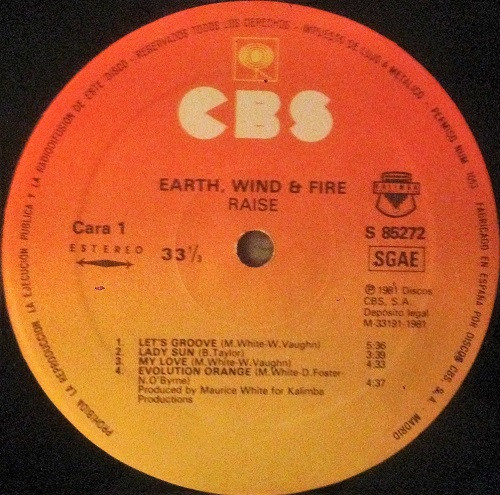 PROHIBIDA LA REPRODUCCION, LA EJECUCION PUBLICA Y LA RADIODIFUSION DE ESTE DISCO - RESERVADOS TODOS LOS DERECHOS - IMPUESTO DE LUJO A METALICO - PERMISO NUM 1053 FABRICADO EN ESPAÑA POR DISCOS CBS, S.A. - MADRID
CBS
EARTH, WIND & FIRE
RAISE
KALIMBA
Cara 1
S 85272
ESTEREO
33 1/3
SGAE
℗ 1981 Discos
CBS, S.A.
Depósito legal
M-33191-1981
1. LET'S GROOVE (M.White-W.Vaughn) 5:36
2. LADY SUN (B.Taylor) 3:39
3. MY LOVE (M.White-W.Vaughn) 4:33
4. EVOLUTION ORANGE (M.White-D.Foster-
N.O'Byrne) 4:37
Produced by Maurice White for Kalimba
Productions